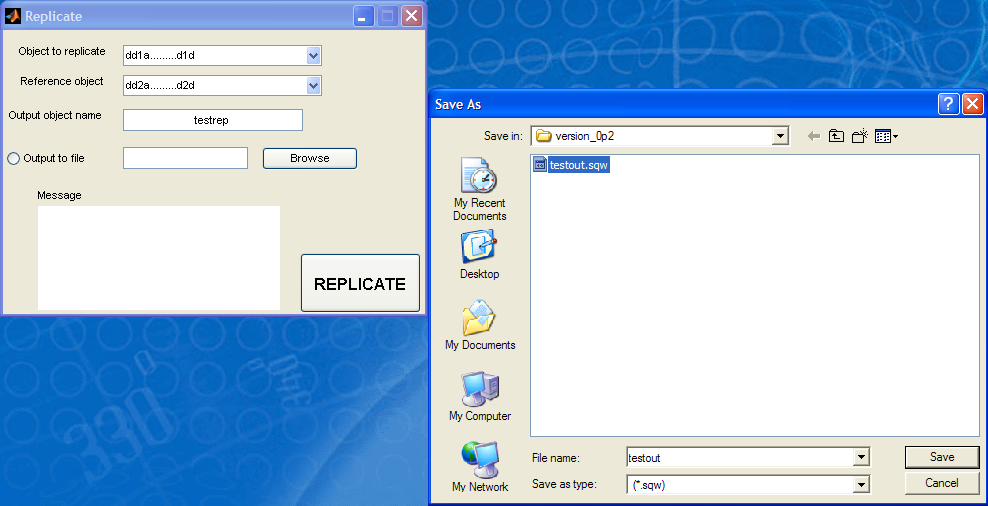 Replicate
Object to replicate
dd1a.........d1d
Reference object
dd2a.........d2d
Output object name
testrep
Output to file
Browse
Message
REPLICATE
330
Save As
Save in:
version_0p2
testout.sqw
My Recent
Documents
Desktop
My Documents
My Computer
My Network
File name:
testout
Save
Save as type:
(*.sqw)
Cancel